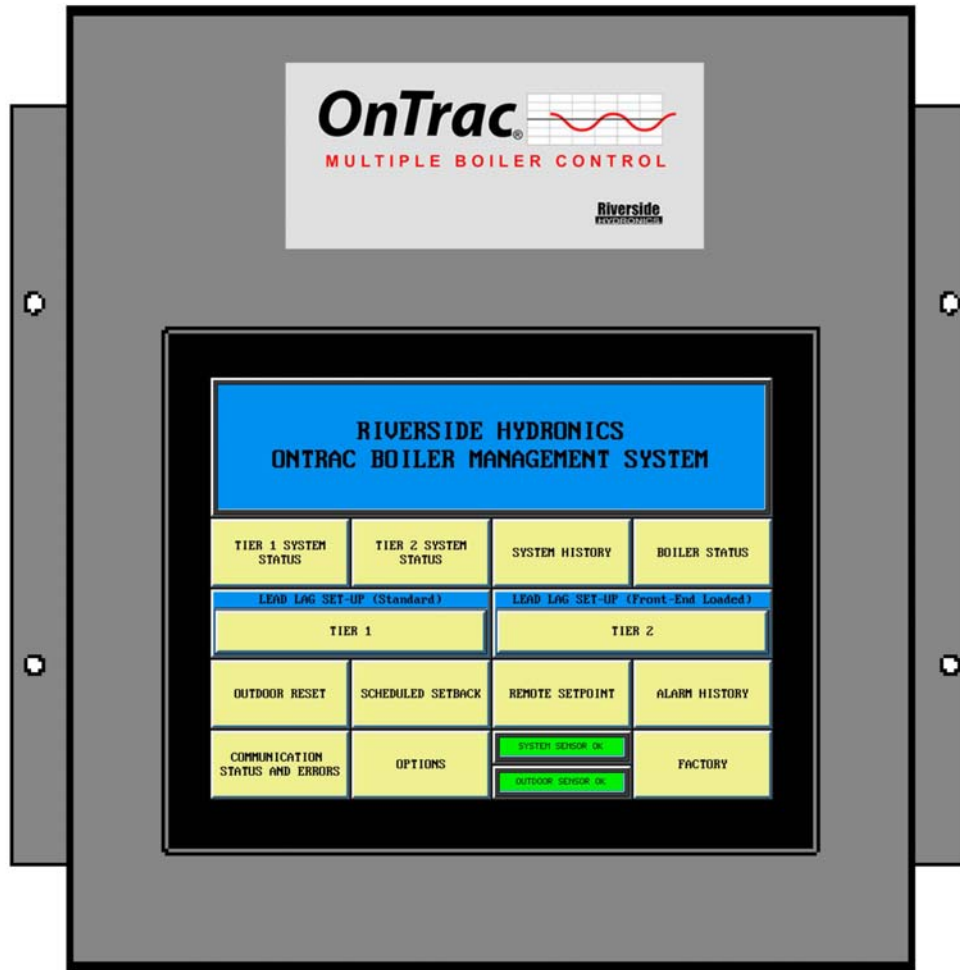 OnTrac®
MULTIPLE BOILER CONTROL
Riverside
HYDRONICS
RIVERSIDE HYDRONICS
ONTRAC BOILER MANAGEMENT SYSTEM
TIER 1 SYSTEM
STATUS
TIER 2 SYSTEM
STATUS
SYSTEM HISTORY
BOILER STATUS
LEAD LAG SET-UP (Standard)
LEAD LAG SET-UP (Front-End Loaded)
TIER 1
TIER 2
OUTDOOR RESET
SCHEDULED SETBACK
REMOTE SETPOINT
ALARM HISTORY
COMMUNICATION
STATUS AND ERRORS
OPTIONS
SYSTEM SENSOR OK
OUTDOOR SENSOR OK
FACTORY